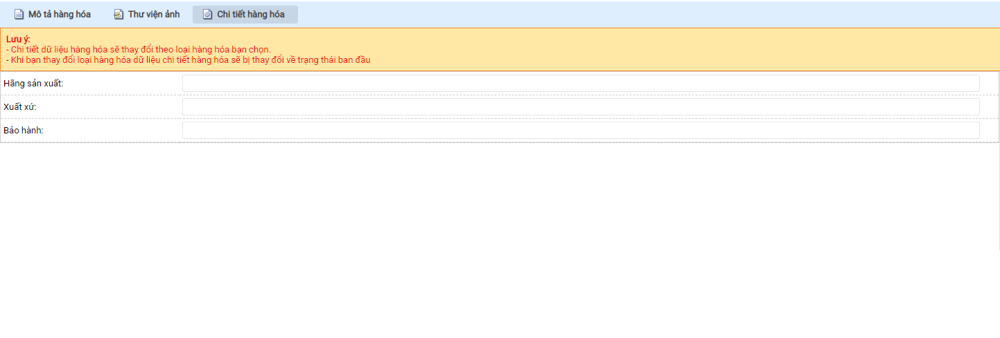 Mô tả hàng hóa Thư viện ảnh Chi tiết hàng hóa
Lưu ý:
- Chi tiết dữ liệu hàng hóa sẽ thay đổi theo loại hàng hóa bạn chọn.
- Khi bạn thay đổi loại hàng hóa dữ liệu chi tiết hàng hóa sẽ bị thay đổi về trạng thái ban đầu
Hãng sản xuất:
Xuất xứ:
Bảo hành: